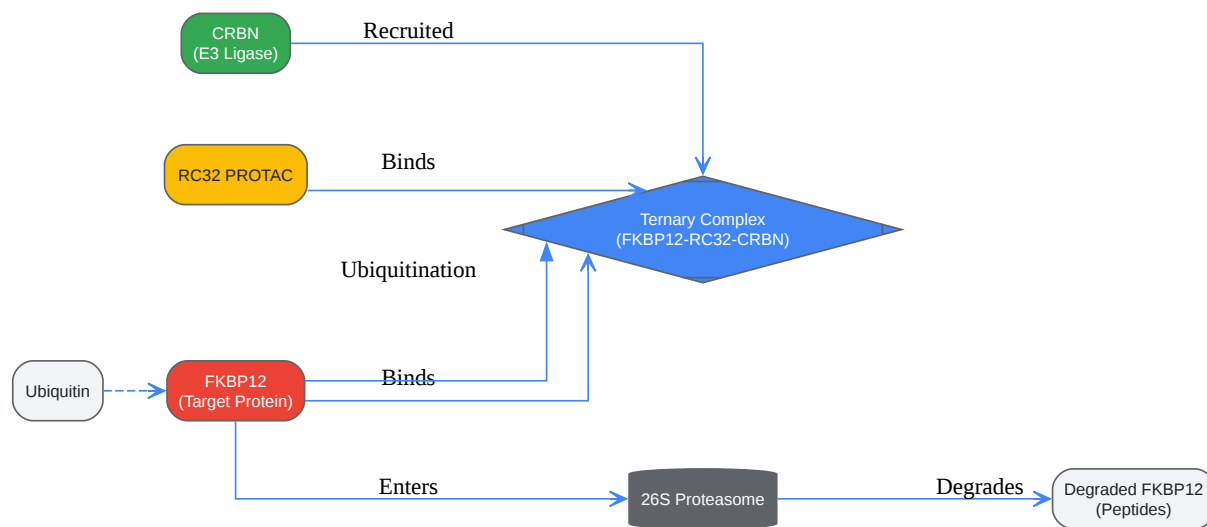 CRBN
(E3 Ligase)
Recruited
RC32 PROTAC
Binds
Ternary Complex
(FKBP12-RC32-CRBN)
Ubiquitination
Ubiquitin
FKBP12
(Target Protein)
Binds
Enters
26S Proteasome
Degrades
Degraded FKBP12
(Peptides)